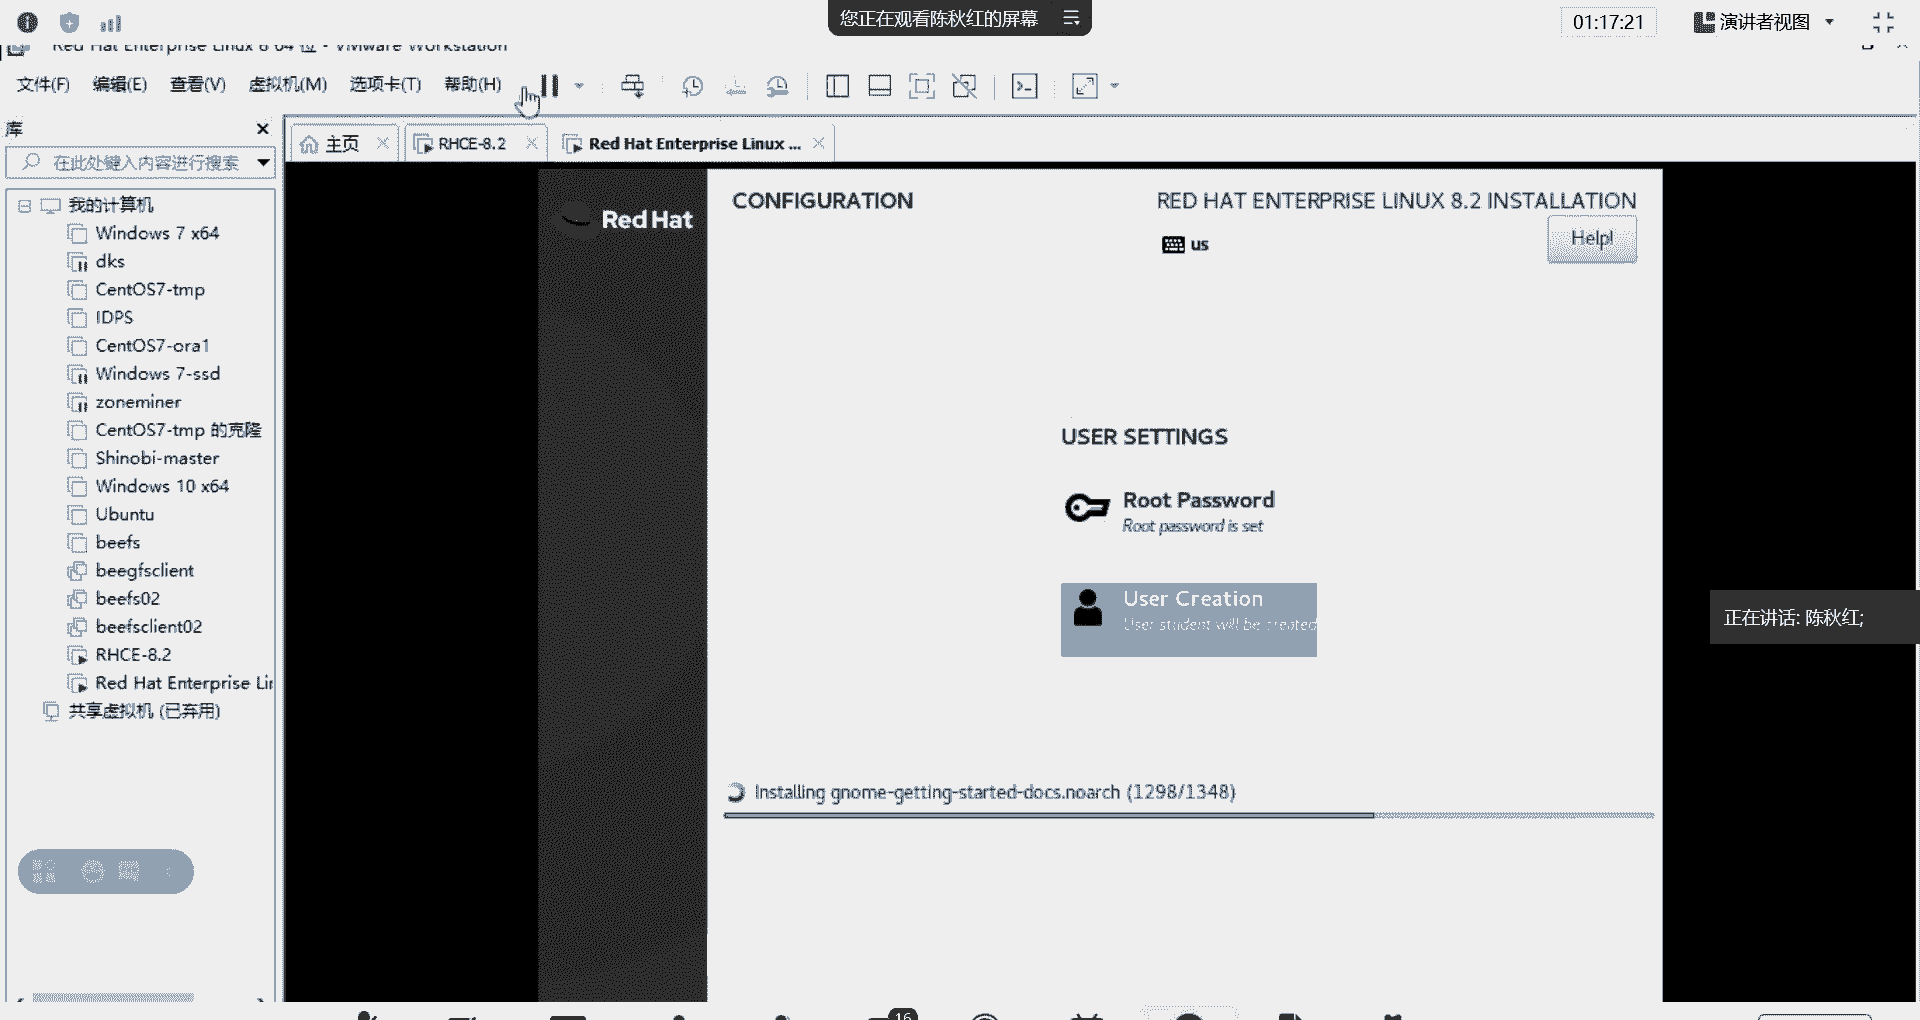 您正在观看陈秋红的屏幕
01:17:21
演讲者视图
Red Hat Enterprise Linux 8 64 位 - VMware Workstation
文件(F) 编辑(E) 查看(V) 虚拟机(M) 选项卡(T) 帮助(H)
库
在此处键入内容进行搜索
主页
RHCE-8.2
Red Hat Enterprise Linux ...
我的计算机
Windows 7 x64
dks
CentOS7-tmp
IDPS
CentOS7-ora1
Windows 7-ssd
zoneminer
CentOS7-tmp 的克隆
Shinobi-master
Windows 10 x64
Ubuntu
beefs
beegfsclient
beefs02
beefsclient02
RHCE-8.2
Red Hat Enterprise Lin
共享虚拟机 (已弃用)
Red Hat
CONFIGURATION
RED HAT ENTERPRISE LINUX 8.2 INSTALLATION
us
Help!
USER SETTINGS
Root Password
Root password is set
User Creation
User student will be created
Installing gnome-getting-started-docs.noarch (1298/1348)
正在讲话: 陈秋红;
16